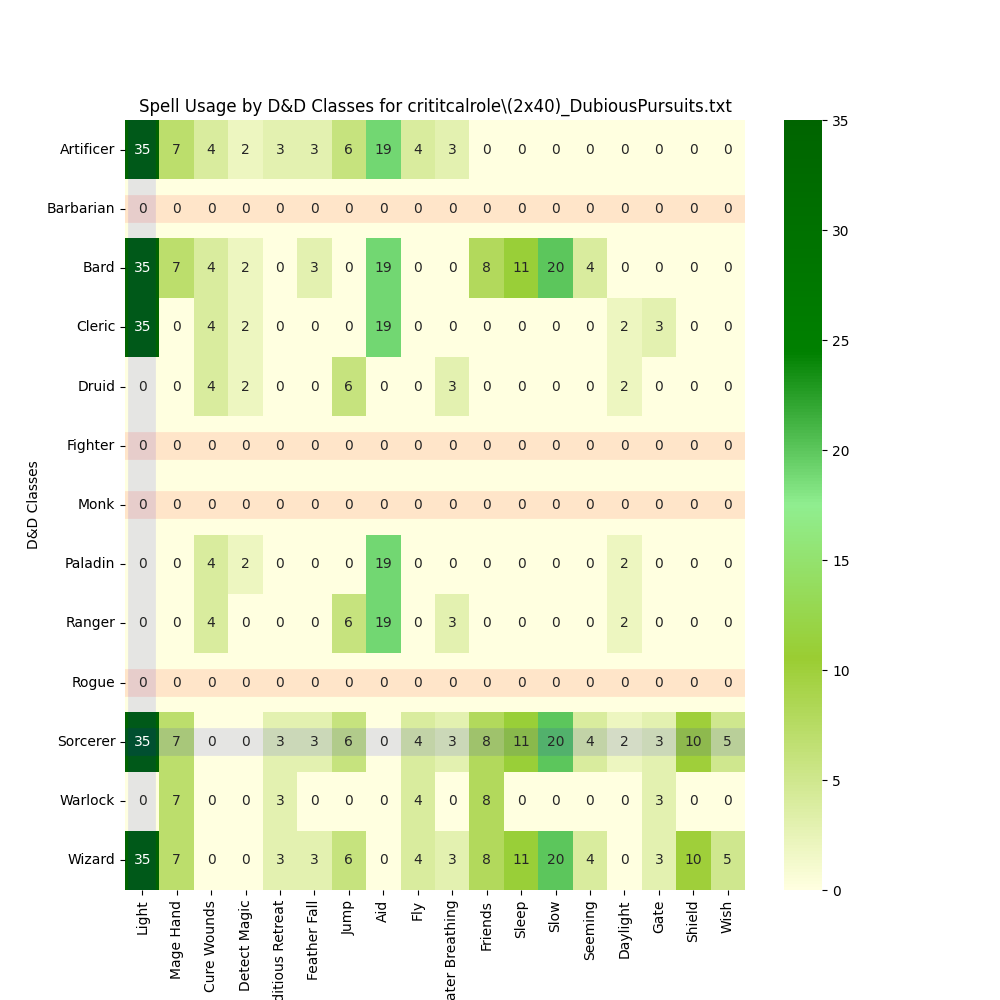 Spell Usage by D&D Classes for crititcalrole\(2x40)_DubiousPursuits.txt
D&D Classes
Artificer 35 7 4 2 3 3 6 19 4 3 0 0 0 0 0 0 0 0
Barbarian 0 0 0 0 0 0 0 0 0 0 0 0 0 0 0 0 0 0
Bard 35 7 4 2 0 3 0 19 0 0 8 11 20 4 0 0 0 0
Cleric 35 0 4 2 0 0 0 19 0 0 0 0 0 0 2 3 0 0
Druid 0 0 4 2 0 0 6 0 0 3 0 0 0 0 2 0 0 0
Fighter 0 0 0 0 0 0 0 0 0 0 0 0 0 0 0 0 0 0
Monk 0 0 0 0 0 0 0 0 0 0 0 0 0 0 0 0 0 0
Paladin 0 0 4 2 0 0 0 19 0 0 0 0 0 0 2 0 0 0
Ranger 0 0 4 0 0 0 6 19 0 3 0 0 0 0 2 0 0 0
Rogue 0 0 0 0 0 0 0 0 0 0 0 0 0 0 0 0 0 0
Sorcerer 35 7 0 0 3 3 6 0 4 3 8 11 20 4 2 3 10 5
Warlock 0 7 0 0 3 0 0 0 4 0 8 0 0 0 0 3 0 0
Wizard 35 7 0 0 3 3 6 0 4 3 8 11 20 4 0 3 10 5
Light
Mage Hand
Cure Wounds
Detect Magic
ditious Retreat
Feather Fall
Jump
Aid
Fly
ater Breathing
Friends
Sleep
Slow
Seeming
Daylight
Gate
Shield
Wish
35
30
25
20
15
10
5
0